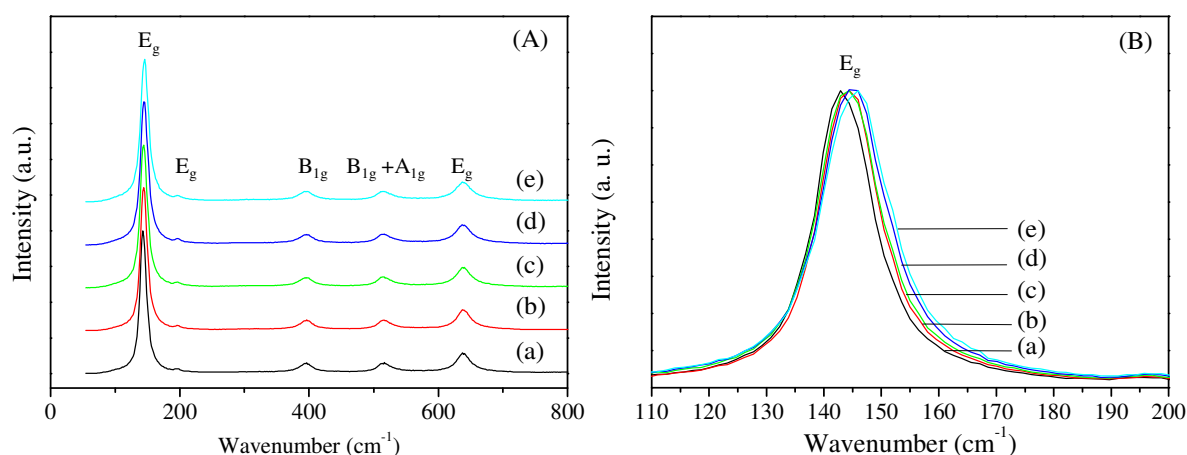 (A)
E_g
E_g
B_1g
B_1g +A_1g
E_g
(e)
(d)
(c)
(b)
(a)
Intensity (a.u.)
0 200 400 600 800
Wavenumber (cm^-1)
(B)
E_g
(e)
(d)
(c)
(b)
(a)
Intensity (a. u.)
110 120 130 140 150 160 170 180 190 200
Wavenumber (cm^-1)